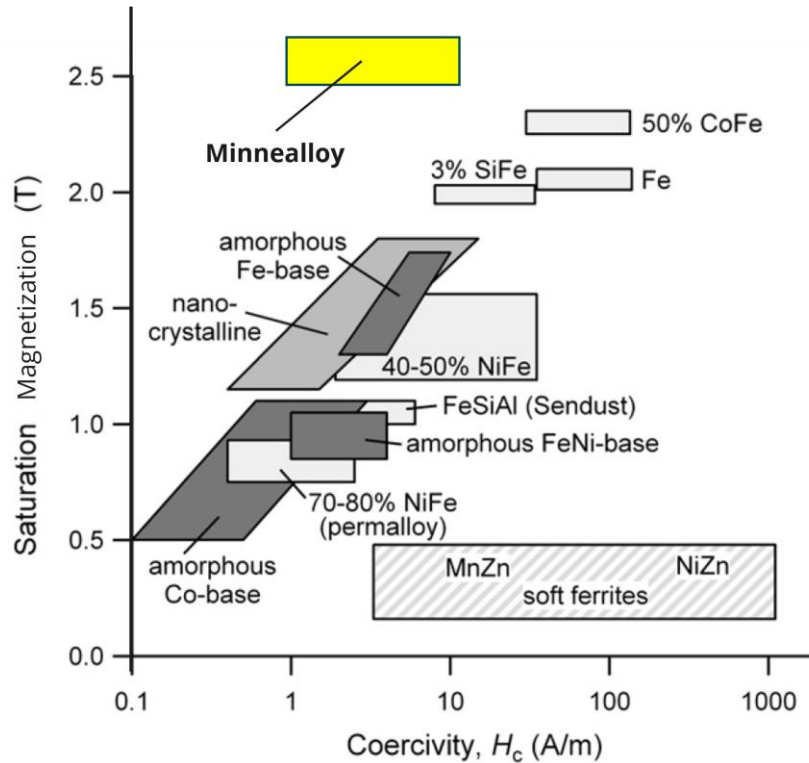 2.5
Minnealloy
50% CoFe
3% SiFe
Fe
2.0
amorphous
Fe-base
nano-
crystalline
1.5
40-50% NiFe
FeSiAl (Sendust)
1.0
amorphous FeNi-base
70-80% NiFe
(permalloy)
0.5
amorphous
Co-base
MnZn
NiZn
soft ferrites
0.0
0.1 1 10 100 1000
Coercivity, Hc (A/m)
Saturation Magnetization (T)